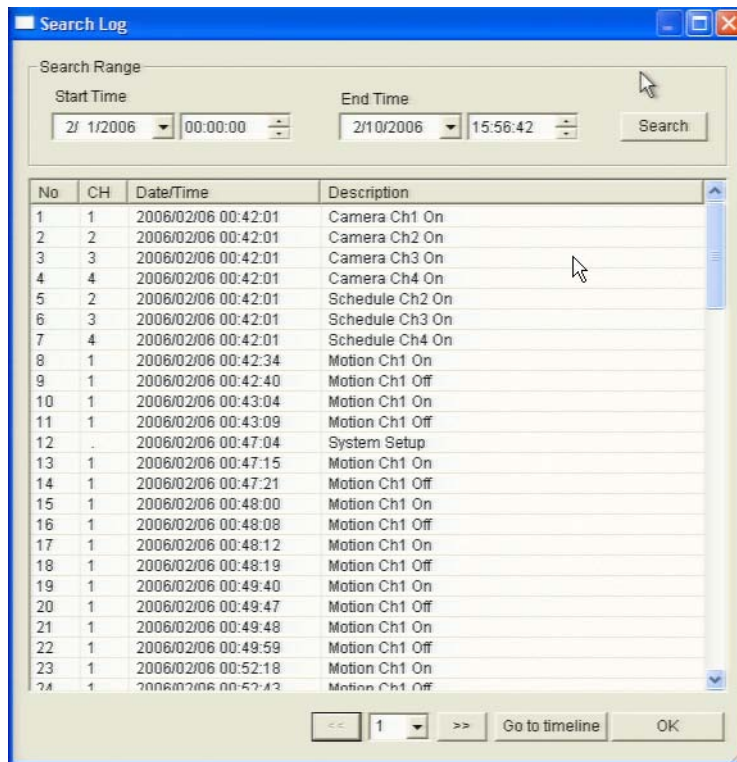 Search Log
Search Range
Start Time End Time
2/ 1/2006 00:00:00 2/10/2006 15:56:42 Search
No CH Date/Time Description
1 1 2006/02/06 00:42:01 Camera Ch1 On
2 2 2006/02/06 00:42:01 Camera Ch2 On
3 3 2006/02/06 00:42:01 Camera Ch3 On
4 4 2006/02/06 00:42:01 Camera Ch4 On
5 2 2006/02/06 00:42:01 Schedule Ch2 On
6 3 2006/02/06 00:42:01 Schedule Ch3 On
7 4 2006/02/06 00:42:01 Schedule Ch4 On
8 1 2006/02/06 00:42:34 Motion Ch1 On
9 1 2006/02/06 00:42:40 Motion Ch1 Off
10 1 2006/02/06 00:43:04 Motion Ch1 On
11 1 2006/02/06 00:43:09 Motion Ch1 Off
12 . 2006/02/06 00:47:04 System Setup
13 1 2006/02/06 00:47:15 Motion Ch1 On
14 1 2006/02/06 00:47:21 Motion Ch1 Off
15 1 2006/02/06 00:48:00 Motion Ch1 On
16 1 2006/02/06 00:48:08 Motion Ch1 Off
17 1 2006/02/06 00:48:12 Motion Ch1 On
18 1 2006/02/06 00:48:19 Motion Ch1 Off
19 1 2006/02/06 00:49:40 Motion Ch1 On
20 1 2006/02/06 00:49:47 Motion Ch1 Off
21 1 2006/02/06 00:49:48 Motion Ch1 On
22 1 2006/02/06 00:49:59 Motion Ch1 Off
23 1 2006/02/06 00:52:18 Motion Ch1 On
24 1 2006/02/06 00:52:43 Motion Ch1 Off
<< 1 >> Go to timeline OK